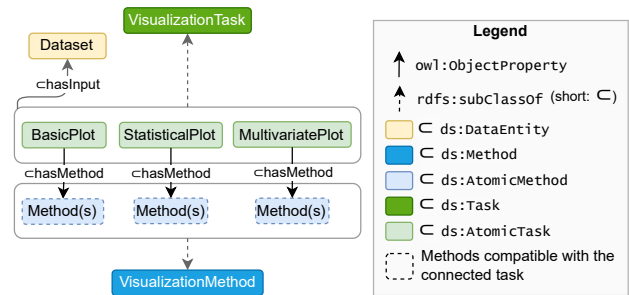 VisualizationTask
Dataset
⊂hasInput
BasicPlot
StatisticalPlot
MultivariatePlot
⊂hasMethod
⊂hasMethod
⊂hasMethod
Method(s)
Method(s)
Method(s)
VisualizationMethod
Legend
owl:ObjectProperty
rdfs:subClassOf (short: ⊂)
⊂ ds:DataEntity
⊂ ds:Method
⊂ ds:AtomicMethod
⊂ ds:Task
⊂ ds:AtomicTask
Methods compatible with the
connected task